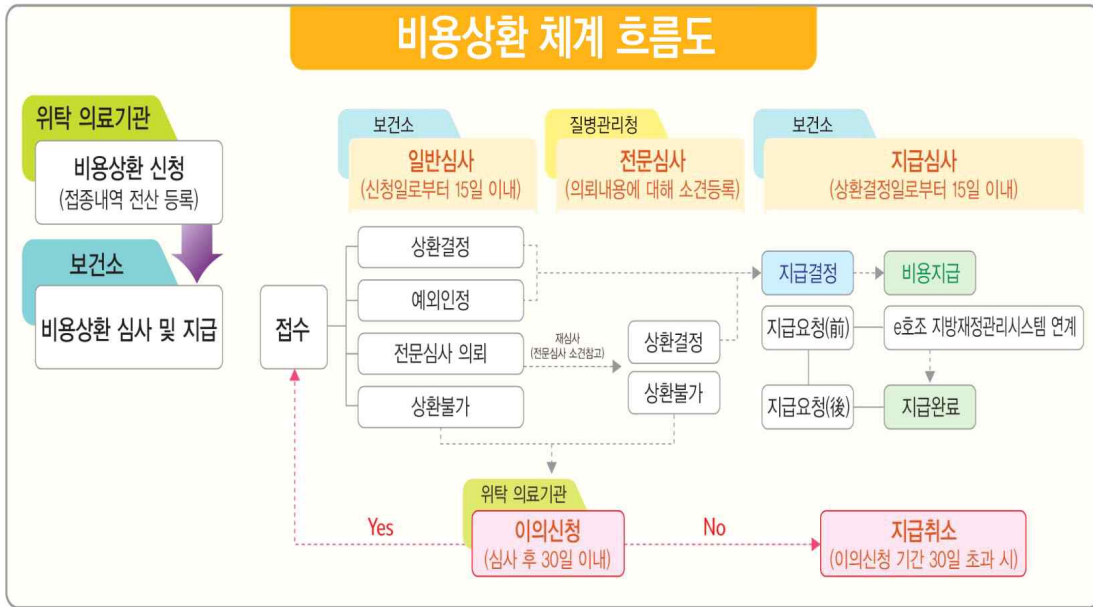 비용상환 체계 흐름도
위탁 의료기관
비용상환 신청
(접종내역 전산 등록)
보건소
비용상환 심사 및 지급
보건소
일반심사
(신청일로부터 15일 이내)
질병관리청
전문심사
(의뢰내용에 대해 소견등록)
보건소
지급심사
(상환결정일로부터 15일 이내)
접수
상환결정
예외인정
전문심사 의뢰
상환불가
재심사
(전문심사 소견참고)
상환결정
상환불가
지급결정
비용지급
지급요청(前)
e호조 지방재정관리시스템 연계
지급요청(後)
지급완료
위탁 의료기관
Yes
이의신청
(심사 후 30일 이내)
No
지급취소
(이의신청 기간 30일 초과 시)